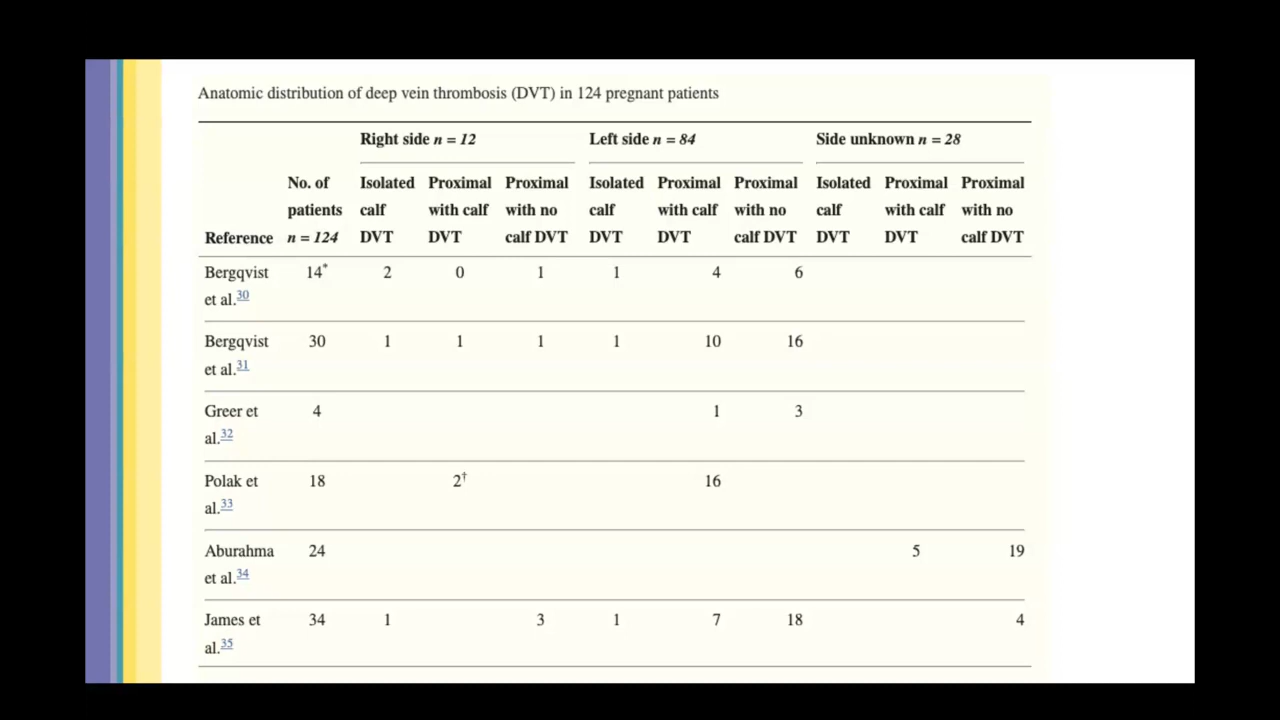 Anatomic distribution of deep vein thrombosis (DVT) in 124 pregnant patients
Right side n = 12 Left side n = 84 Side unknown n = 28
No. of Isolated Proximal Proximal Isolated Proximal Proximal Isolated Proximal Proximal
patients calf with calf with no calf with calf with no calf with calf with no
Reference n = 124 DVT DVT calf DVT DVT DVT calf DVT DVT DVT calf DVT
Bergqvist 14* 2 0 1 1 4 6
et al.30
Bergqvist 30 1 1 1 1 10 16
et al.31
Greer et 4 1 3
al.32
Polak et 18 2† 16
al.33
Aburahma 24 5 19
et al.34
James et 34 1 3 1 7 18 4
al.35